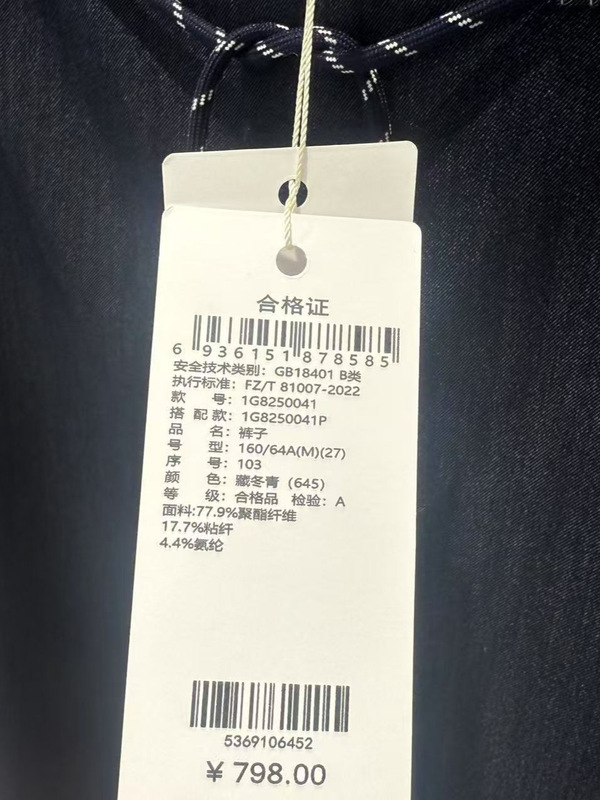 合格证
6 936151 878585
安全技术类别：GB18401 B类
执行标准：FZ/T 81007-2022
款 号：1G8250041
搭 配 款：1G8250041P
品 名：裤子
号 型：160/64A(M)(27)
序 号：103
颜 色：藏冬青（645）
等 级：合格品 检验：A
面料:77.9%聚酯纤维
17.7%粘纤
4.4%氨纶
5369106452
¥ 798.00